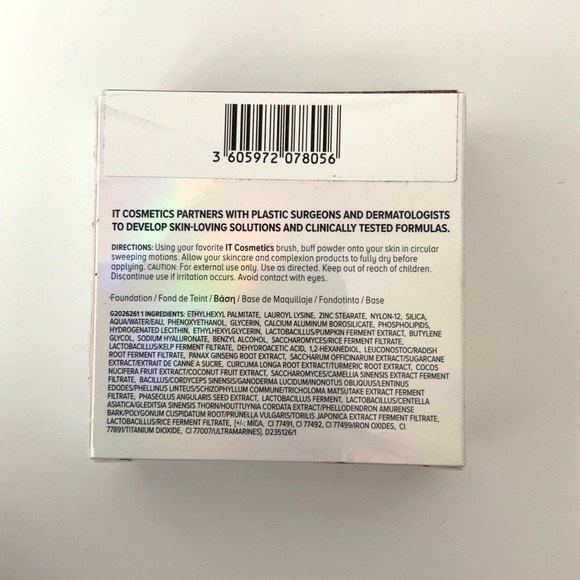 3 605972 078056
IT COSMETICS PARTNERS WITH PLASTIC SURGEONS AND DERMATOLOGISTS
TO DEVELOP SKIN-LOVING SOLUTIONS AND CLINICALLY TESTED FORMULAS.
DIRECTIONS: Using your favorite IT Cosmetics brush, buff powder onto your skin in circular
sweeping motions. Allow your skincare and complexion products to fully dry before
applying. CAUTION: For external use only. Use as directed. Keep out of reach of children.
Discontinue use if irritation occurs. Avoid contact with eyes.
Foundation / Fond de Teint / Βάση / Base de Maquillaje / Fondotinta / Base
G2026261 1 INGREDIENTS: ETHYLHEXYL PALMITATE, LAUROYL LYSINE, ZINC STEARATE, NYLON-12, SILICA,
AQUA/WATER/EAU, PHENOXYETHANOL, GLYCERIN, CALCIUM ALUMINUM BOROSILICATE, PHOSPHOLIPIDS,
HYDROGENATED LECITHIN, ETHYLHEXYLGLYCERIN, LACTOBACILLUS/PUMPKIN FERMENT EXTRACT, BUTYLENE
GLYCOL, SODIUM HYALURONATE, BENZYL ALCOHOL, SACCHAROMYCES/RICE FERMENT FILTRATE,
LACTOBACILLUS/KELP FERMENT FILTRATE, DEHYDROACETIC ACID, 1,2-HEXANEDIOL, LEUCONOSTOC/RADISH
ROOT FERMENT FILTRATE, PANAX GINSENG ROOT EXTRACT, SACCHARUM OFFICINARUM EXTRACT/SUGARCANE
EXTRACT/EXTRAIT DE CANNE A SUCRE, CURCUMA LONGA ROOT EXTRACT/TURMERIC ROOT EXTRACT, COCOS
NUCIFERA FRUIT EXTRACT/COCONUT FRUIT EXTRACT, SACCHAROMYCES/CAMELLIA SINENSIS EXTRACT FERMENT
FILTRATE, BACILLUS/CORDYCEPS SINENSIS/GANODERMA LUCIDUM/INONOTUS OBLIQUUS/LENTINUS
EDODES/PHELLINUS LINTEUS/SCHIZOPHYLLUM COMMUNE/TRICHOLOMA MATSUTAKE EXTRACT FERMENT
FILTRATE, PHASEOLUS ANGULARIS SEED EXTRACT, LACTOBACILLUS FERMENT, LACTOBACILLUS/CENTELLA
ASIATICA/GLEDITSIA SINENSIS THORN/HOUTTUYNIA CORDATA EXTRACT/PHELLODENDRON AMURENSE
BARK/POLYGONUM CUSPIDATUM ROOT/PRUNELLA VULGARIS/TORILIS JAPONICA EXTRACT FERMENT FILTRATE,
LACTOBACILLUS/RICE FERMENT FILTRATE, [+/-: MICA, CI 77491, CI 77492, CI 77499/IRON OXIDES, CI
77891/TITANIUM DIOXIDE, CI 77007/ULTRAMARINES]. D235126/1